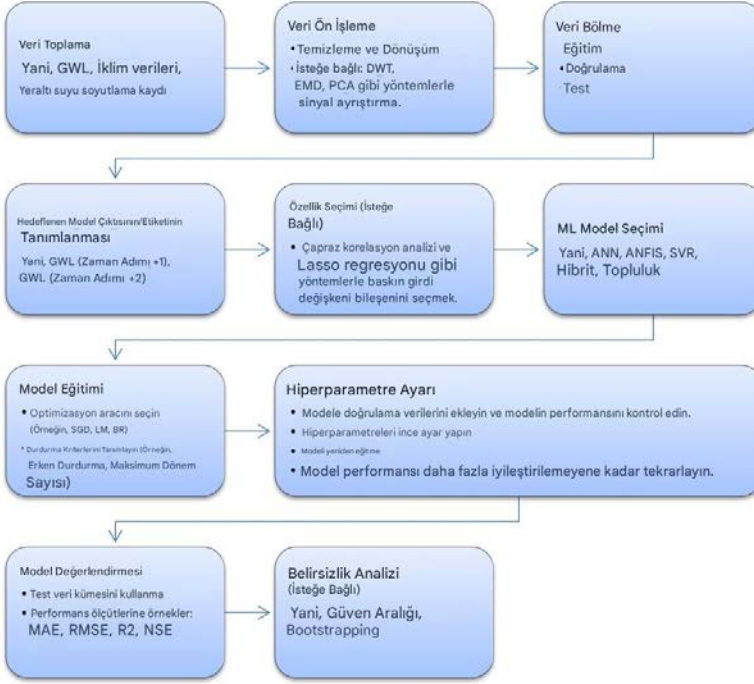 Veri Toplama
Yani, GWL, İklim verileri,
Yeraltı suyu soyutlama kaydı
Veri Ön İşleme
•Temizleme ve Dönüşüm
•İsteğe bağlı: DWT,
EMD, PCA gibi yöntemlerle
sinyal ayrıştırma.
Veri Bölme
Eğitim
•Doğrulama
Test
Hedeflenen Model Çıktısının/Etiketinin
Tanımlanması
Yani, GWL (Zaman Adımı +1),
GWL (Zaman Adımı +2)
Özellik Seçimi (İsteğe
Bağlı)
• Çapraz korelasyon analizi ve
Lasso regresyonu gibi
yöntemlerle baskın girdi
değişkeni bileşenini seçmek.
ML Model Seçimi
Yani, ANN, ANFIS, SVR,
Hibrit, Topluluk
Model Eğitimi
• Optimizasyon aracını seçin
(Örneğin, SGD, LM, BR)
* Durdurma Kriterlerini Tanımlayın (Örneğin,
Erken Durdurma, Maksimum Dönem
Sayısı)
Hiperparametre Ayarı
• Modele doğrulama verilerini ekleyin ve modelin performansını kontrol edin.
• Hiperparametreleri ince ayar yapın
• Modeli yeniden eğitme
• Model performansı daha fazla iyileştirilemeyene kadar tekrarlayın.
Model Değerlendirmesi
• Test veri kümesini kullanma
• Performans ölçütlerine örnekler:
MAE, RMSE, R2, NSE
Belirsizlik Analizi
(İsteğe Bağlı)
Yani, Güven Aralığı,
Bootstrapping